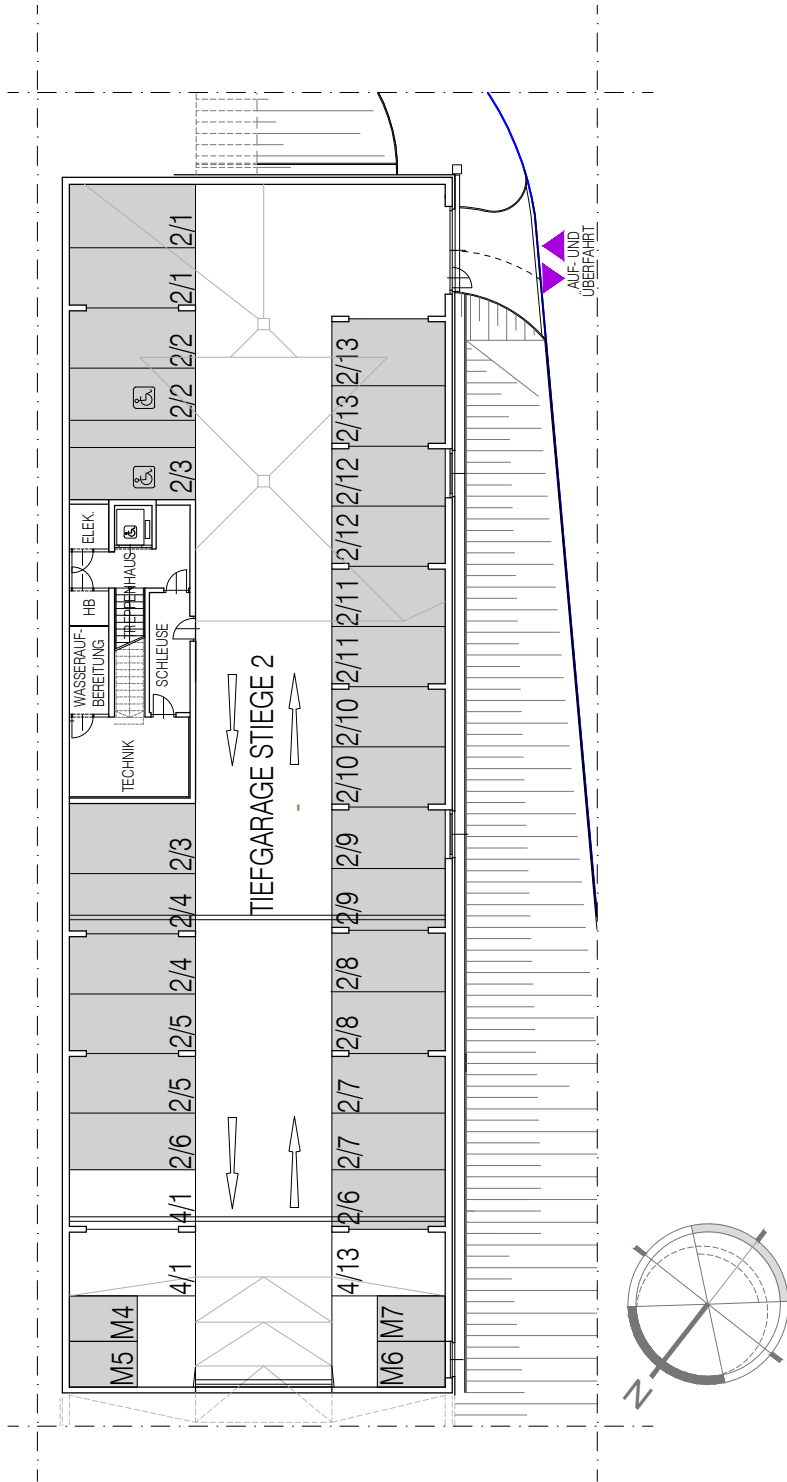 2/1
2/1
2/2
2/2
2/3
ELEK.
TREPPENHAUS
HB
WASSERAUF-
BEREITUNG
SCHLEUSE
TECHNIK
2/3
2/4
2/4
2/5
2/5
2/6
4/1
4/1
M4
M5
TIEFGARAGE STIEGE 2
2/13
2/13
2/12
2/12
2/11
2/11
2/10
2/10
2/9
2/9
2/8
2/8
2/7
2/7
2/6
4/13
M7
M6
AUF- UND
ÜBERFAHRT
N